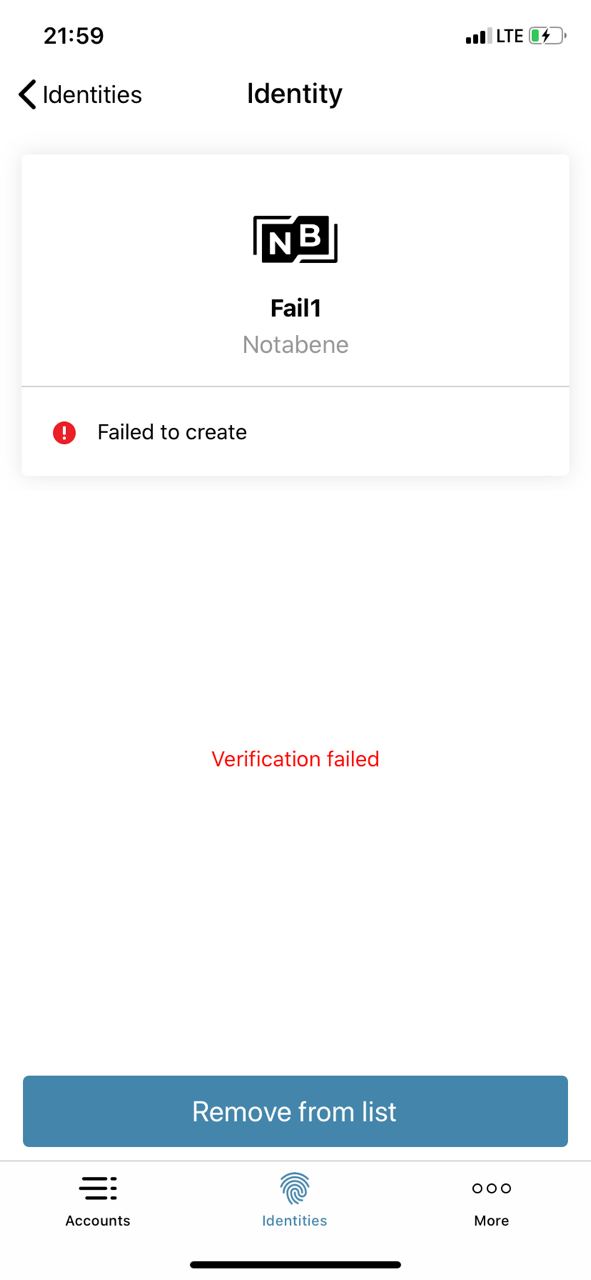 21:59
LTE
Identities
Identity
NB
Fail1
Notabene
Failed to create
Verification failed
Remove from list
Accounts
Identities
More